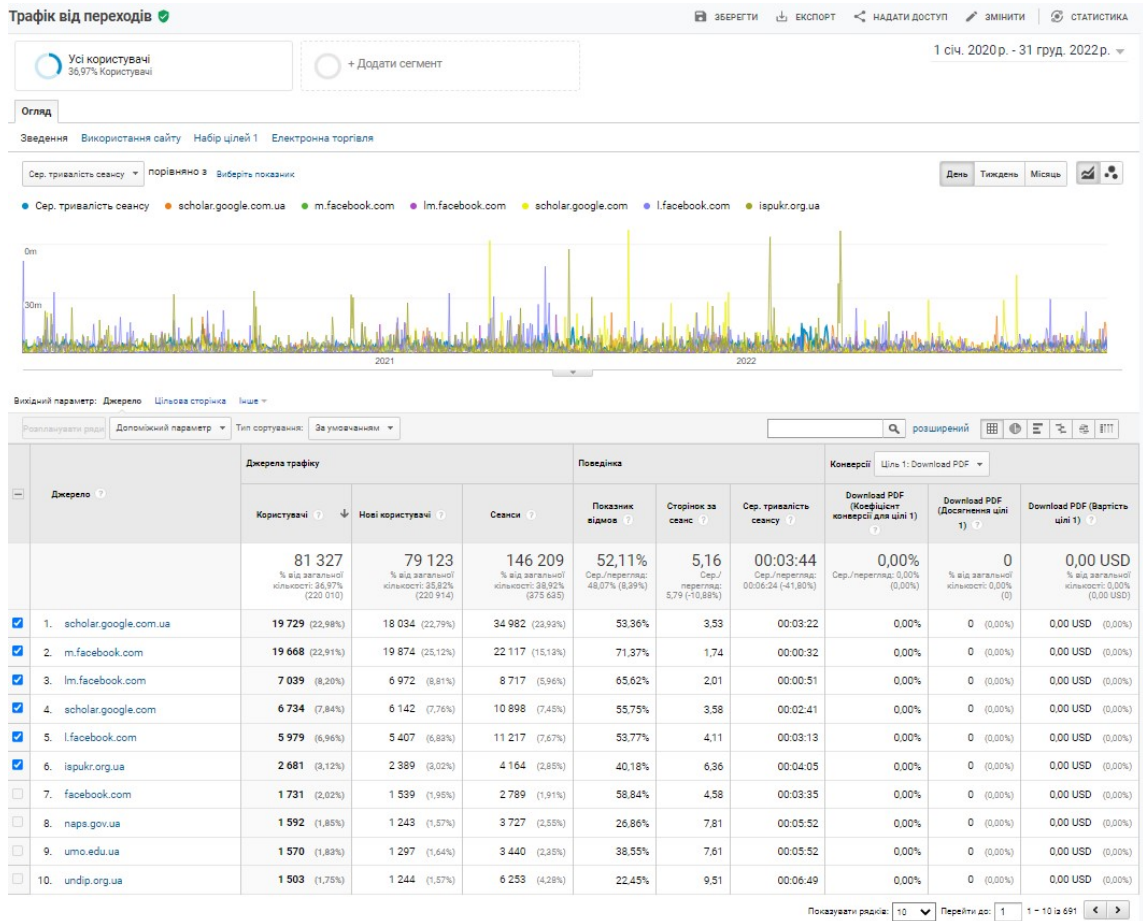 Трафік від переходів
ЗБЕРЕГТИ ЕКСПОРТ НАДАТИ ДОСТУП ЗМІНИТИ СТАТИСТИКА
Усі користувачі
36,97% Користувачі
+ Додати сегмент
1 січ. 2020 р. - 31 груд. 2022 р.
Огляд
Зведення Використання сайту Набір цілей 1 Електронна торгівля
Сер. тривалість сеансу порівняно з Виберіть показник
День Тиждень Місяць
Сер. тривалість сеансу scholar.google.com.ua m.facebook.com lm.facebook.com scholar.google.com l.facebook.com ispukr.org.ua
0m
30m
2021 2022
Вихідний параметр: Джерело Цільова сторінка Інше
Розпланувати ряди Допоміжний параметр Тип сортування: За умовчанням розширений
Джерела трафіку Поведінка Конверсії Ціль 1: Download PDF
Джерело Користувачі Нові користувачі Сеанси Показник відмов Сторінок за сеанс Сер. тривалість сеансу Download PDF (Коефіцієнт конверсії для цілі 1) Download PDF (Досягнення цілі 1) Download PDF (Вартість цілі 1)
81 327 79 123 146 209 52,11% 5,16 00:03:44 0,00% 0 0,00 USD
% від загальної кількості: 36,97% (220 010) % від загальної кількості: 35,82% (220 914) % від загальної кількості: 38,92% (375 635) Сер./перегляд: 48,07% (8,39%) Сер./перегляд: 5,79 (-10,88%) Сер./перегляд: 00:06:24 (-41,80%) Сер./перегляд: 0,00% (0,00%) % від загальної кількості: 0,00% (0) % від загальної кількості: 0,00% (0,00 USD)
1. scholar.google.com.ua 19 729 (22,98%) 18 034 (22,79%) 34 982 (23,93%) 53,36% 3,53 00:03:22 0,00% 0 (0,00%) 0,00 USD (0,00%)
2. m.facebook.com 19 668 (22,91%) 19 874 (25,12%) 22 117 (15,13%) 71,37% 1,74 00:00:32 0,00% 0 (0,00%) 0,00 USD (0,00%)
3. lm.facebook.com 7 039 (8,20%) 6 972 (8,81%) 8 717 (5,96%) 65,62% 2,01 00:00:51 0,00% 0 (0,00%) 0,00 USD (0,00%)
4. scholar.google.com 6 734 (7,84%) 6 142 (7,76%) 10 898 (7,45%) 55,75% 3,58 00:02:41 0,00% 0 (0,00%) 0,00 USD (0,00%)
5. l.facebook.com 5 979 (6,96%) 5 407 (6,83%) 11 217 (7,67%) 53,77% 4,11 00:03:13 0,00% 0 (0,00%) 0,00 USD (0,00%)
6. ispukr.org.ua 2 681 (3,12%) 2 389 (3,02%) 4 164 (2,85%) 40,18% 6,36 00:04:05 0,00% 0 (0,00%) 0,00 USD (0,00%)
7. facebook.com 1 731 (2,02%) 1 539 (1,95%) 2 789 (1,91%) 58,84% 4,58 00:03:35 0,00% 0 (0,00%) 0,00 USD (0,00%)
8. naps.gov.ua 1 592 (1,85%) 1 243 (1,57%) 3 727 (2,55%) 26,86% 7,81 00:05:52 0,00% 0 (0,00%) 0,00 USD (0,00%)
9. umo.edu.ua 1 570 (1,83%) 1 297 (1,64%) 3 440 (2,35%) 38,55% 7,61 00:05:52 0,00% 0 (0,00%) 0,00 USD (0,00%)
10. undip.org.ua 1 503 (1,75%) 1 244 (1,57%) 6 253 (4,28%) 22,45% 9,51 00:06:49 0,00% 0 (0,00%) 0,00 USD (0,00%)
Показувати рядків: 10 Перейти до: 1 1 – 10 із 691